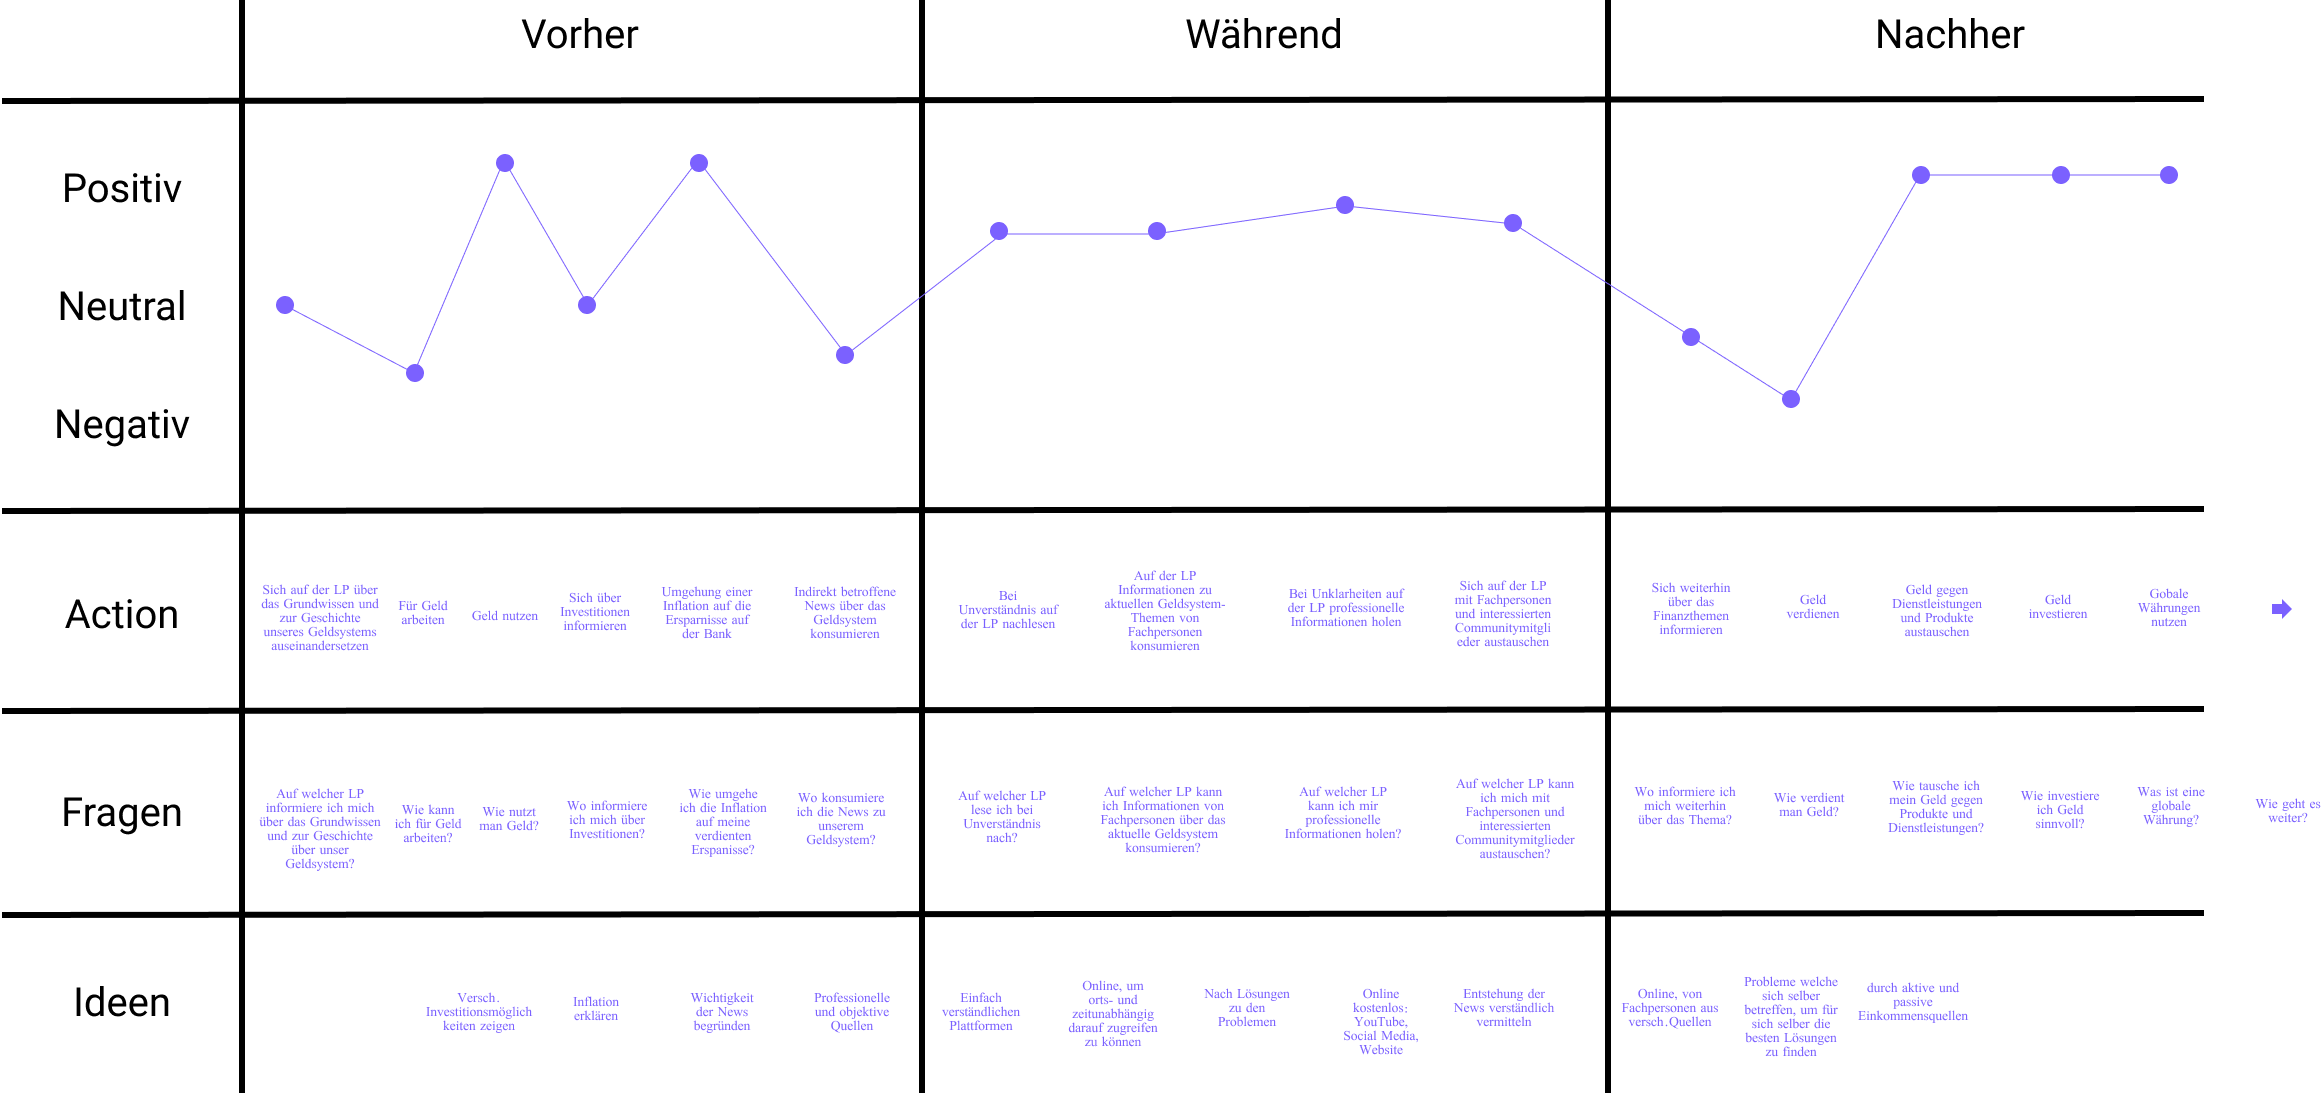 Vorher
Während
Nachher
Positiv
Neutral
Negativ
Action
Sich auf der LP über
das Grundwissen und
zur Geschichte
unseres Geldsystems
auseinandersetzen
Für Geld
arbeiten
Geld nutzen
Sich über
Investitionen
informieren
Umgehung einer
Inflation auf die
Ersparnisse auf
der Bank
Indirekt betroffene
News über das
Geldsystem
konsumieren
Bei
Unverständnis auf
der LP nachlesen
Auf der LP
Informationen zu
aktuellen Geldsystem-
Themen von
Fachpersonen
konsumieren
Bei Unklarheiten auf
der LP professionelle
Informationen holen
Sich auf der LP
mit Fachpersonen
und interessierten
Communitymitgli
eder austauschen
Sich weiterhin
über das
Finanzthemen
informieren
Geld
verdienen
Geld gegen
Dienstleistungen
und Produkte
austauschen
Geld
investieren
Gobale
Währungen
nutzen
Fragen
Auf welcher LP
informiere ich mich
über das Grundwissen
und zur Geschichte
über unser
Geldsystem?
Wie kann
ich für Geld
arbeiten?
Wie nutzt
man Geld?
Wo informiere
ich mich über
Investitionen?
Wie umgehe
ich die Inflation
auf meine
verdienten
Erspanisse?
Wo konsumiere
ich die News zu
unserem
Geldsystem?
Auf welcher LP
lese ich bei
Unverständnis
nach?
Auf welcher LP kann
ich Informationen von
Fachpersonen über das
aktuelle Geldsystem
konsumieren?
Auf welcher LP
kann ich mir
professionelle
Informationen holen?
Auf welcher LP kann
ich mich mit
Fachpersonen und
interessierten
Communitymitglieder
austauschen?
Wo informiere ich
mich weiterhin
über das Thema?
Wie verdient
man Geld?
Wie tausche ich
mein Geld gegen
Produkte und
Dienstleistungen?
Wie investiere
ich Geld
sinnvoll?
Was ist eine
globale
Währung?
Wie geht es
weiter?
Ideen
Versch.
Investitionsmöglich
keiten zeigen
Inflation
erklären
Wichtigkeit
der News
begründen
Professionelle
und objektive
Quellen
Einfach
verständlichen
Plattformen
Online, um
orts- und
zeitunabhängig
darauf zugreifen
zu können
Nach Lösungen
zu den
Problemen
Online
kostenlos:
YouTube,
Social Media,
Website
Entstehung der
News verständlich
vermitteln
Online, von
Fachpersonen aus
versch.Quellen
Probleme welche
sich selber
betreffen, um für
sich selber die
besten Lösungen
zu finden
durch aktive und
passive
Einkommensquellen